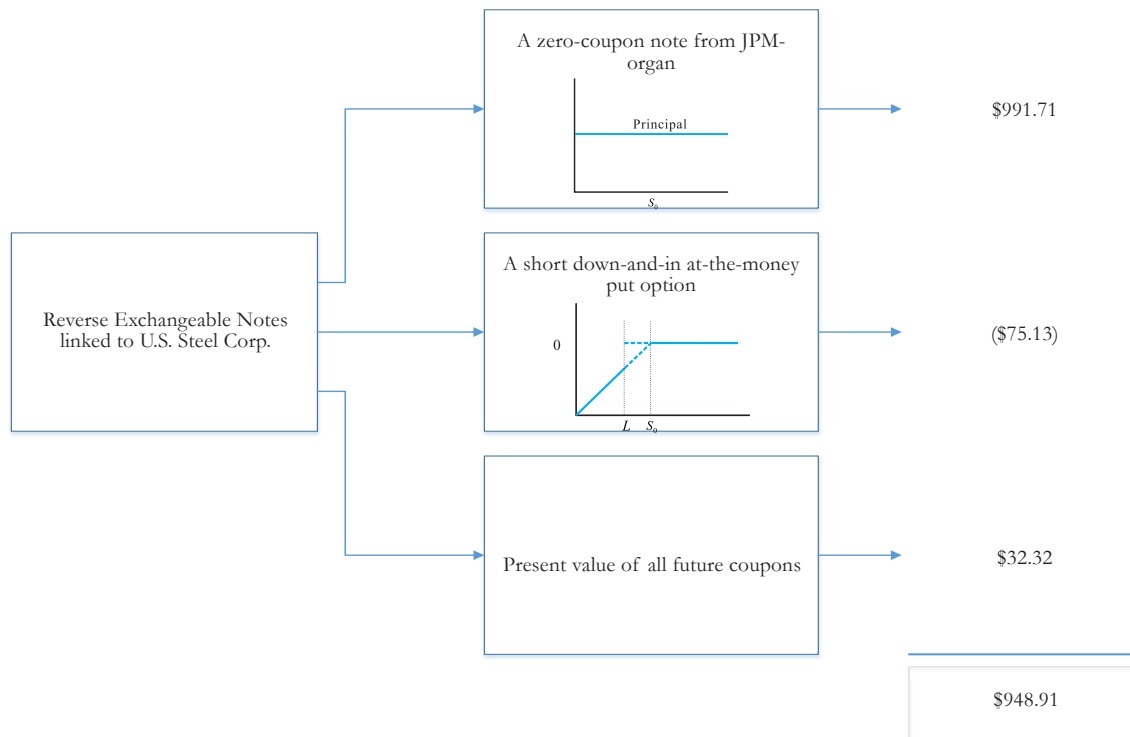 A zero-coupon note from JPM-
organ
Principal
S₀
$991.71
Reverse Exchangeable Notes
linked to U.S. Steel Corp.
A short down-and-in at-the-money
put option
0
L S₀
($75.13)
Present value of all future coupons
$32.32
$948.91